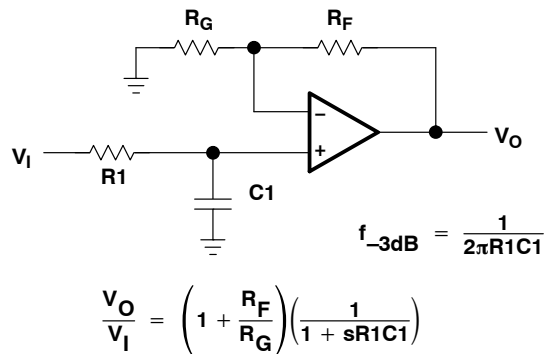 R_G
R_F
−
+
V_I
R1
C1
V_O
f_−3dB = 1/(2πR1C1)
V_O/V_I = (1 + R_F/R_G)(1/(1 + sR1C1))